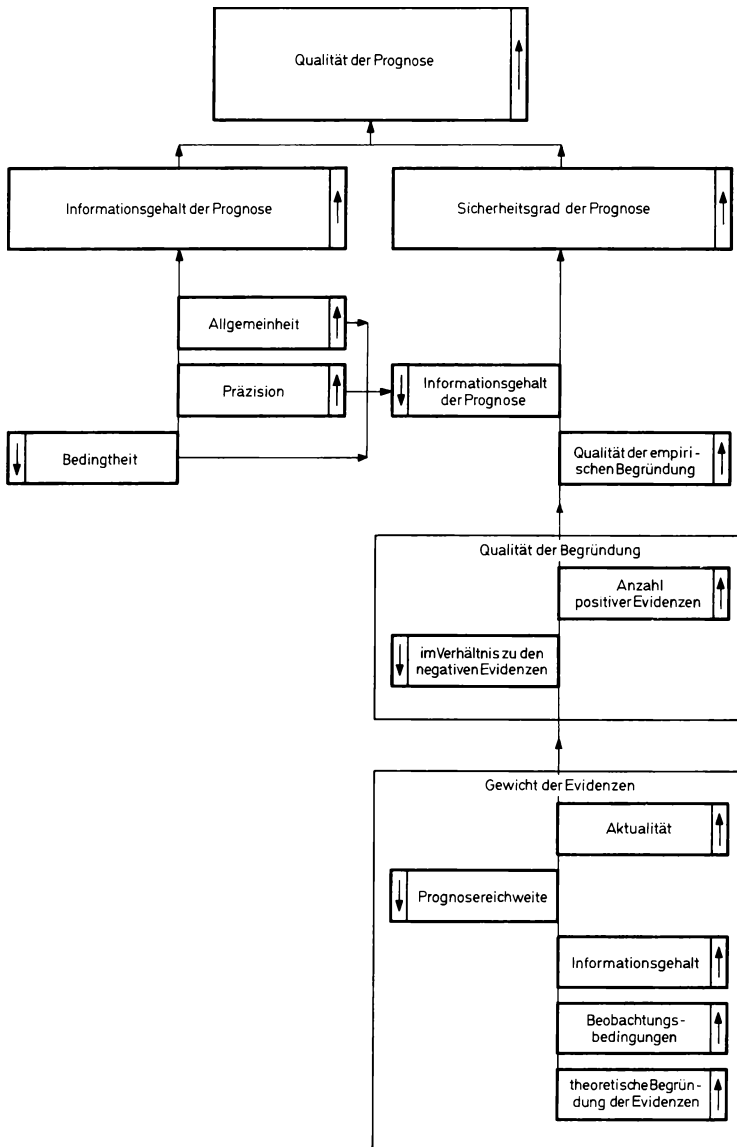 Qualität der Prognose
Informationsgehalt der Prognose
Sicherheitsgrad der Prognose
Allgemeinheit
Präzision
Informationsgehalt
der Prognose
Bedingtheit
Qualität der empiri-
schen Begründung
Qualität der Begründung
Anzahl
positiver Evidenzen
im Verhältnis zu den
negativen Evidenzen
Gewicht der Evidenzen
Aktualität
Prognosereichweite
Informationsgehalt
Beobachtungs-
bedingungen
theoretische Begrün-
dung der Evidenzen